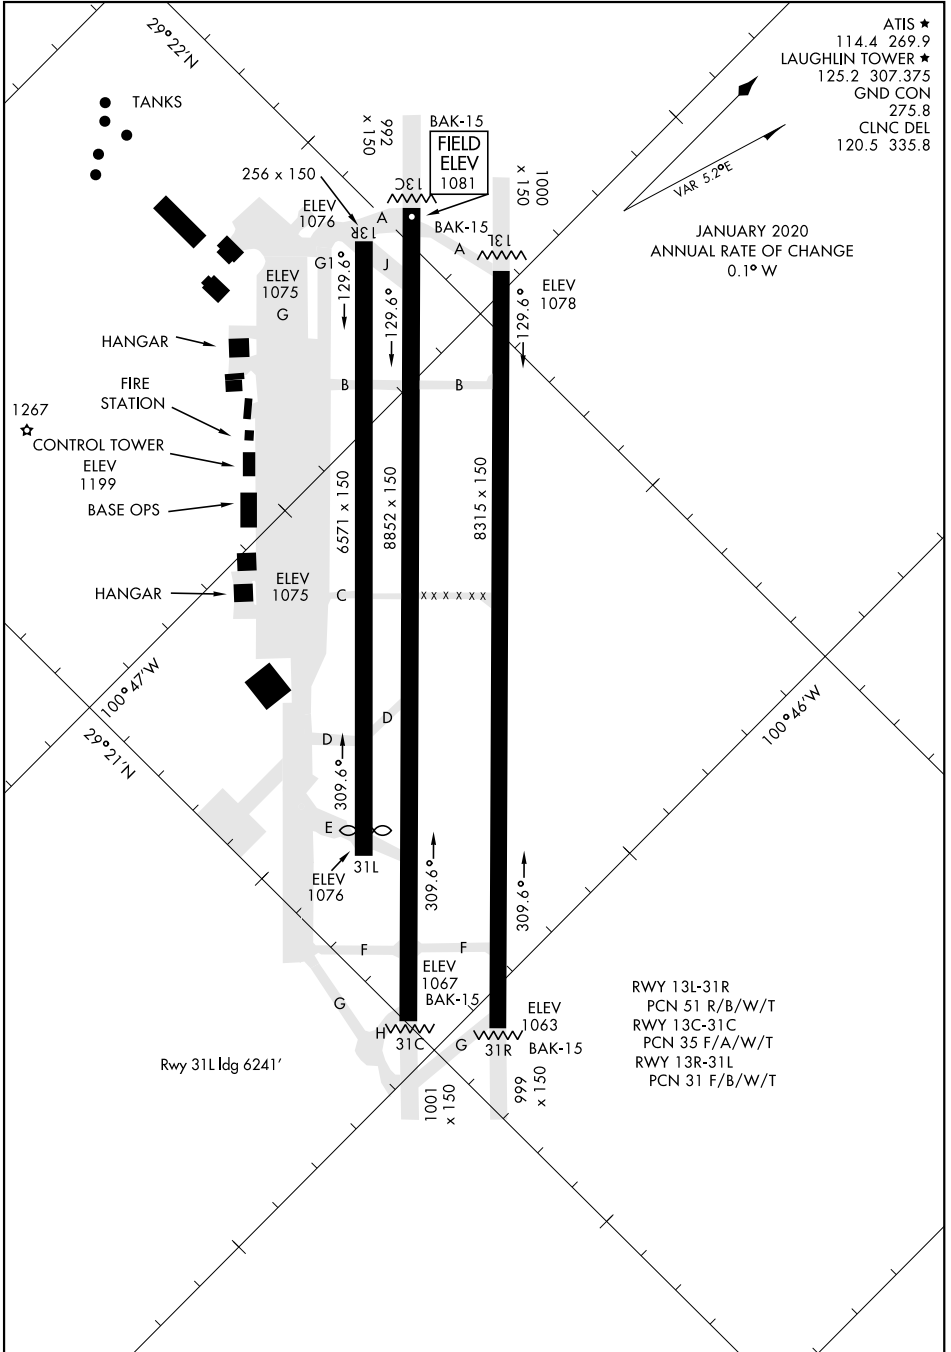 ATIS ★
114.4 269.9
LAUGHLIN TOWER ★
125.2 307.375
GND CON
275.8
CLNC DEL
120.5 335.8
29°22'N
TANKS
992
x 150
BAK-15
FIELD
ELEV
1081
1000
x 150
VAR 5.2°E
JANUARY 2020
ANNUAL RATE OF CHANGE
0.1° W
256 x 150
ELEV
1076
A
13R
13C
BAK-15
A
13L
G1
J
129.6°
129.6°
129.6°
ELEV
1075
G
ELEV
1078
HANGAR
B
B
FIRE
STATION
1267
CONTROL TOWER
ELEV
1199
BASE OPS
6571 x 150
8852 x 150
8315 x 150
HANGAR
ELEV
1075
C
x x x x x x
100°47'W
29°21'N
100°46'W
D
D
309.6°
E
31L
ELEV
1076
309.6°
309.6°
F
F
G
ELEV
1067
BAK-15
H
31C
G
ELEV
1063
31R
BAK-15
1001
x 150
999
x 150
Rwy 31L ldg 6241'
RWY 13L-31R
PCN 51 R/B/W/T
RWY 13C-31C
PCN 35 F/A/W/T
RWY 13R-31L
PCN 31 F/B/W/T